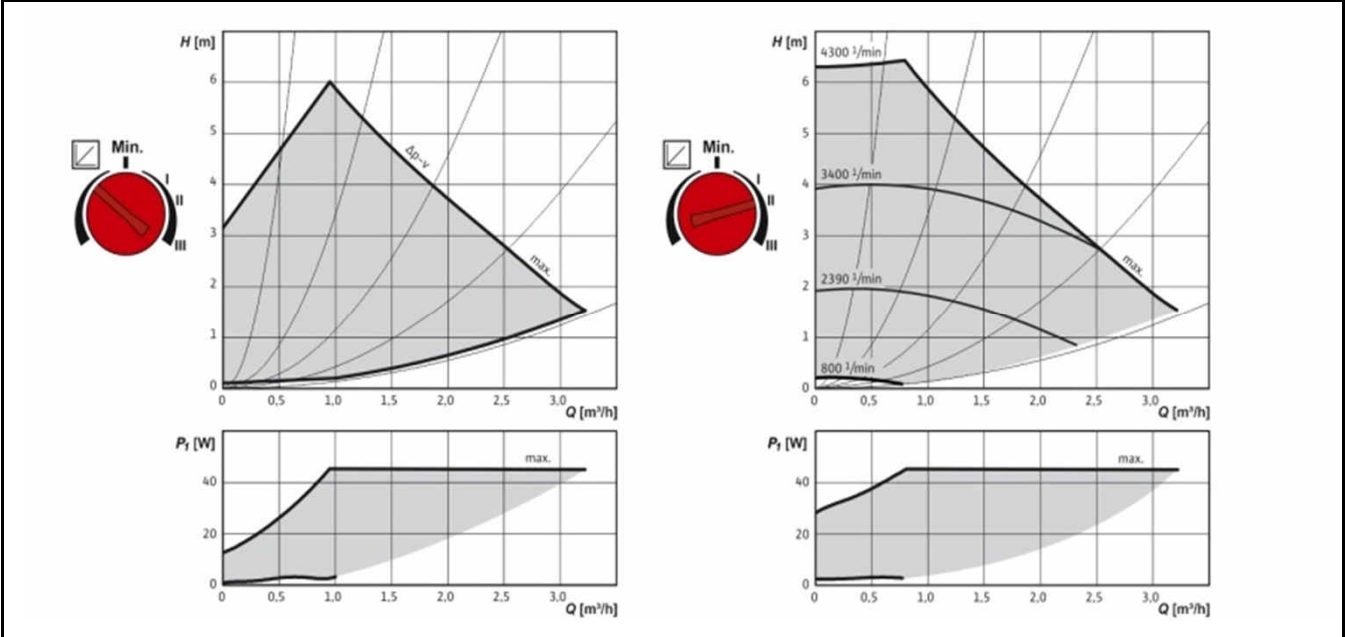 H [m]
6
5
4
3
2
1
0
Δp-v
max.
0 0,5 1,0 1,5 2,0 2,5 3,0
Q [m³/h]
Min.
I
II
III
P₁ [W]
40
20
0
max.
0 0,5 1,0 1,5 2,0 2,5 3,0
Q [m³/h]
H [m]
6
5
4
3
2
1
0
4300 ¹/min
3400 ¹/min
2390 ¹/min
800 ¹/min
max.
0 0,5 1,0 1,5 2,0 2,5 3,0
Q [m³/h]
Min.
I
II
III
P₁ [W]
40
20
0
max.
0 0,5 1,0 1,5 2,0 2,5 3,0
Q [m³/h]